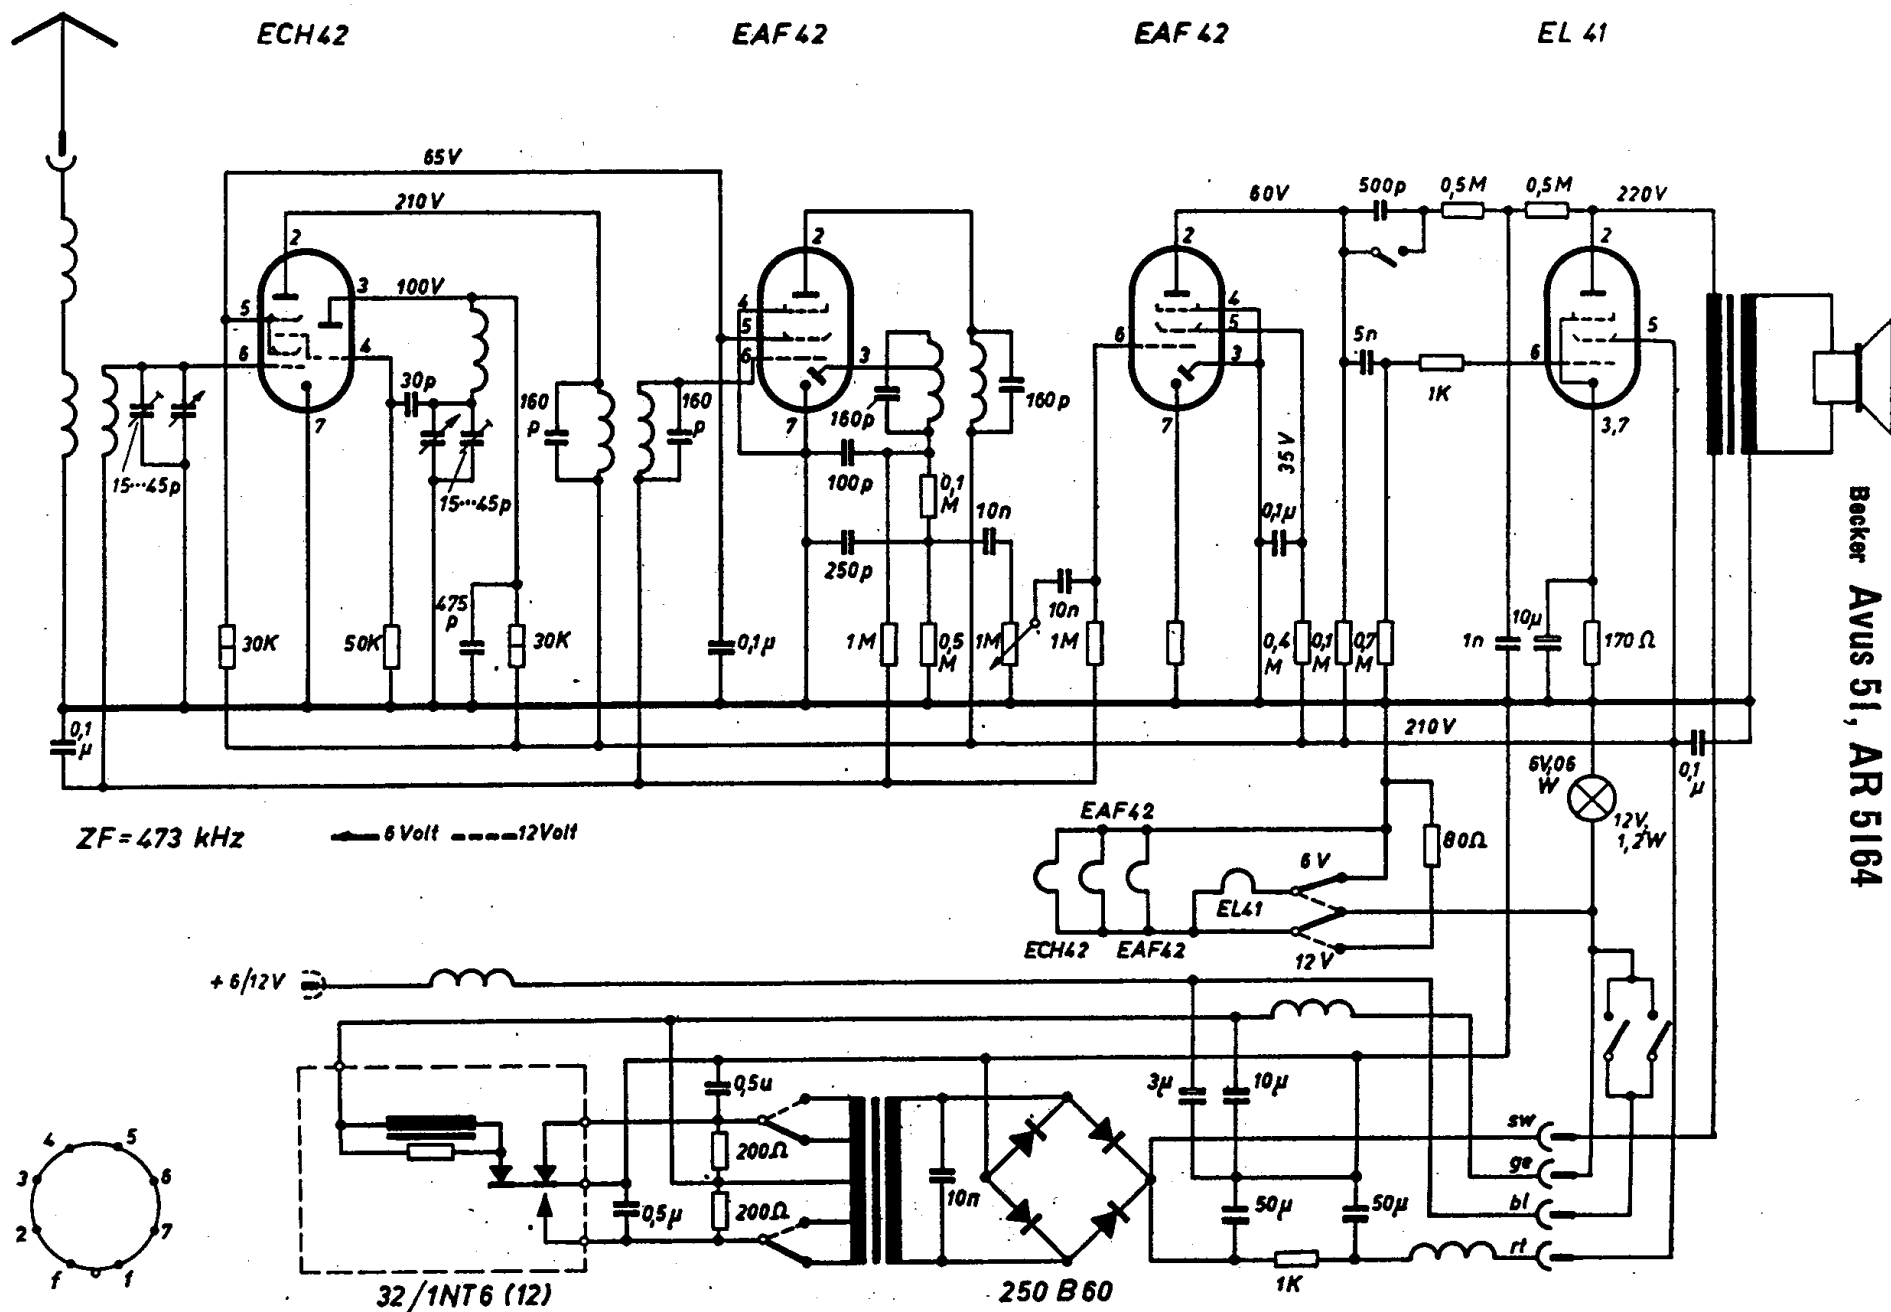 ECH42
EAF42
EAF42
EL 41
65V
210V
2
3
100V
5
4
6
7
30p
15...45p
15...45p
160
p
160
p
30K
50K
475
p
30K
2
4
5
6
3
7
160p
160p
100p
0,1
M
250p
10n
0,1µ
1M
0,5
M
1M
10n
1M
60V
500p
0,5M
0,5M
220V
2
4
5
3
6
7
35V
0,1µ
5n
1K
2
5
6
3,7
0,4
M
0,1
M
0,7
M
1n
10µ
170Ω
0,1
µ
210V
0,1
µ
6V,06
W
12V,
1,2W
Becker Avus 51, AR 5164
ZF = 473 kHz
6 Volt
12 Volt
EAF42
80Ω
6V
EL41
ECH42
EAF42
12V
+ 6/12V
0,5u
200Ω
200Ω
0,5µ
10n
3µ
10µ
50µ
50µ
1K
sw
ge
bl
rt
4
5
3
6
2
7
f
f
32/1NT6 (12)
250 B60